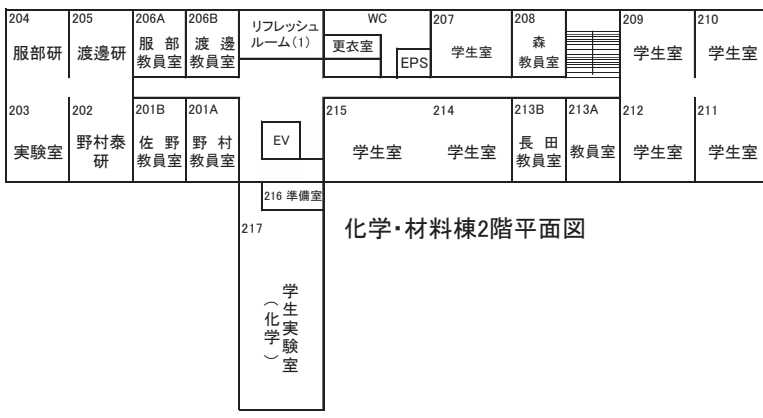 204
服部研
205
渡邊研
206A
服 部
教員室
206B
渡 邊
教員室
リフレッシュ
ルーム(1)
WC
更衣室
EPS
207
学生室
208
森
教員室
209
学生室
210
学生室
203
実験室
202
野村泰
研
201B
佐 野
教員室
201A
野 村
教員室
EV
215
学生室
214
学生室
213B
長 田
教員室
213A
教員室
212
学生室
211
学生室
216 準備室
217
学生実験室
(化学)
化学・材料棟2階平面図